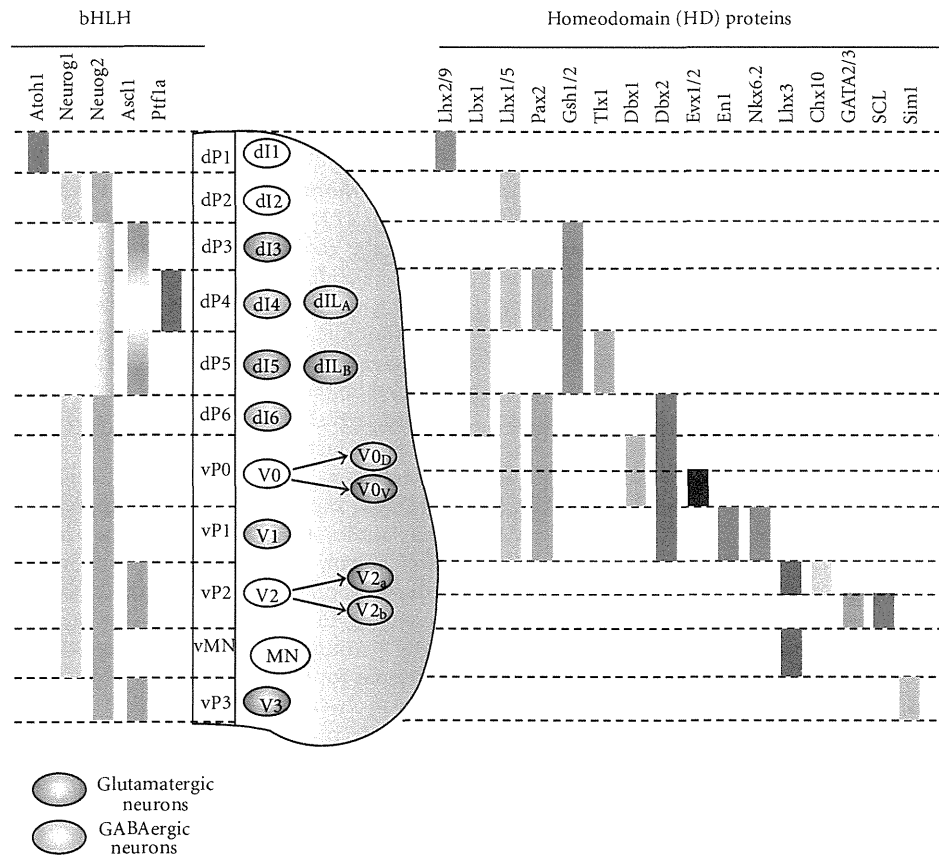 bHLH
Homeodomain (HD) proteins
Atoh1
Neurog1
Neuog2
Ascl1
Ptf1a
Lhx2/9
Lbx1
Lhx1/5
Pax2
Gsh1/2
Tlx1
Dbx1
Dbx2
Evx1/2
En1
Nkx6.2
Lhx3
Chx10
GATA2/3
SCL
Sim1
dP1 dI1
dP2 dI2
dP3 dI3
dP4 dI4 dILA
dP5 dI5 dILB
dP6 dI6
V0D
vP0 V0
V0V
vP1 V1
V2a
vP2 V2
V2b
vMN MN
vP3 V3
Glutamatergic
neurons
GABAergic
neurons